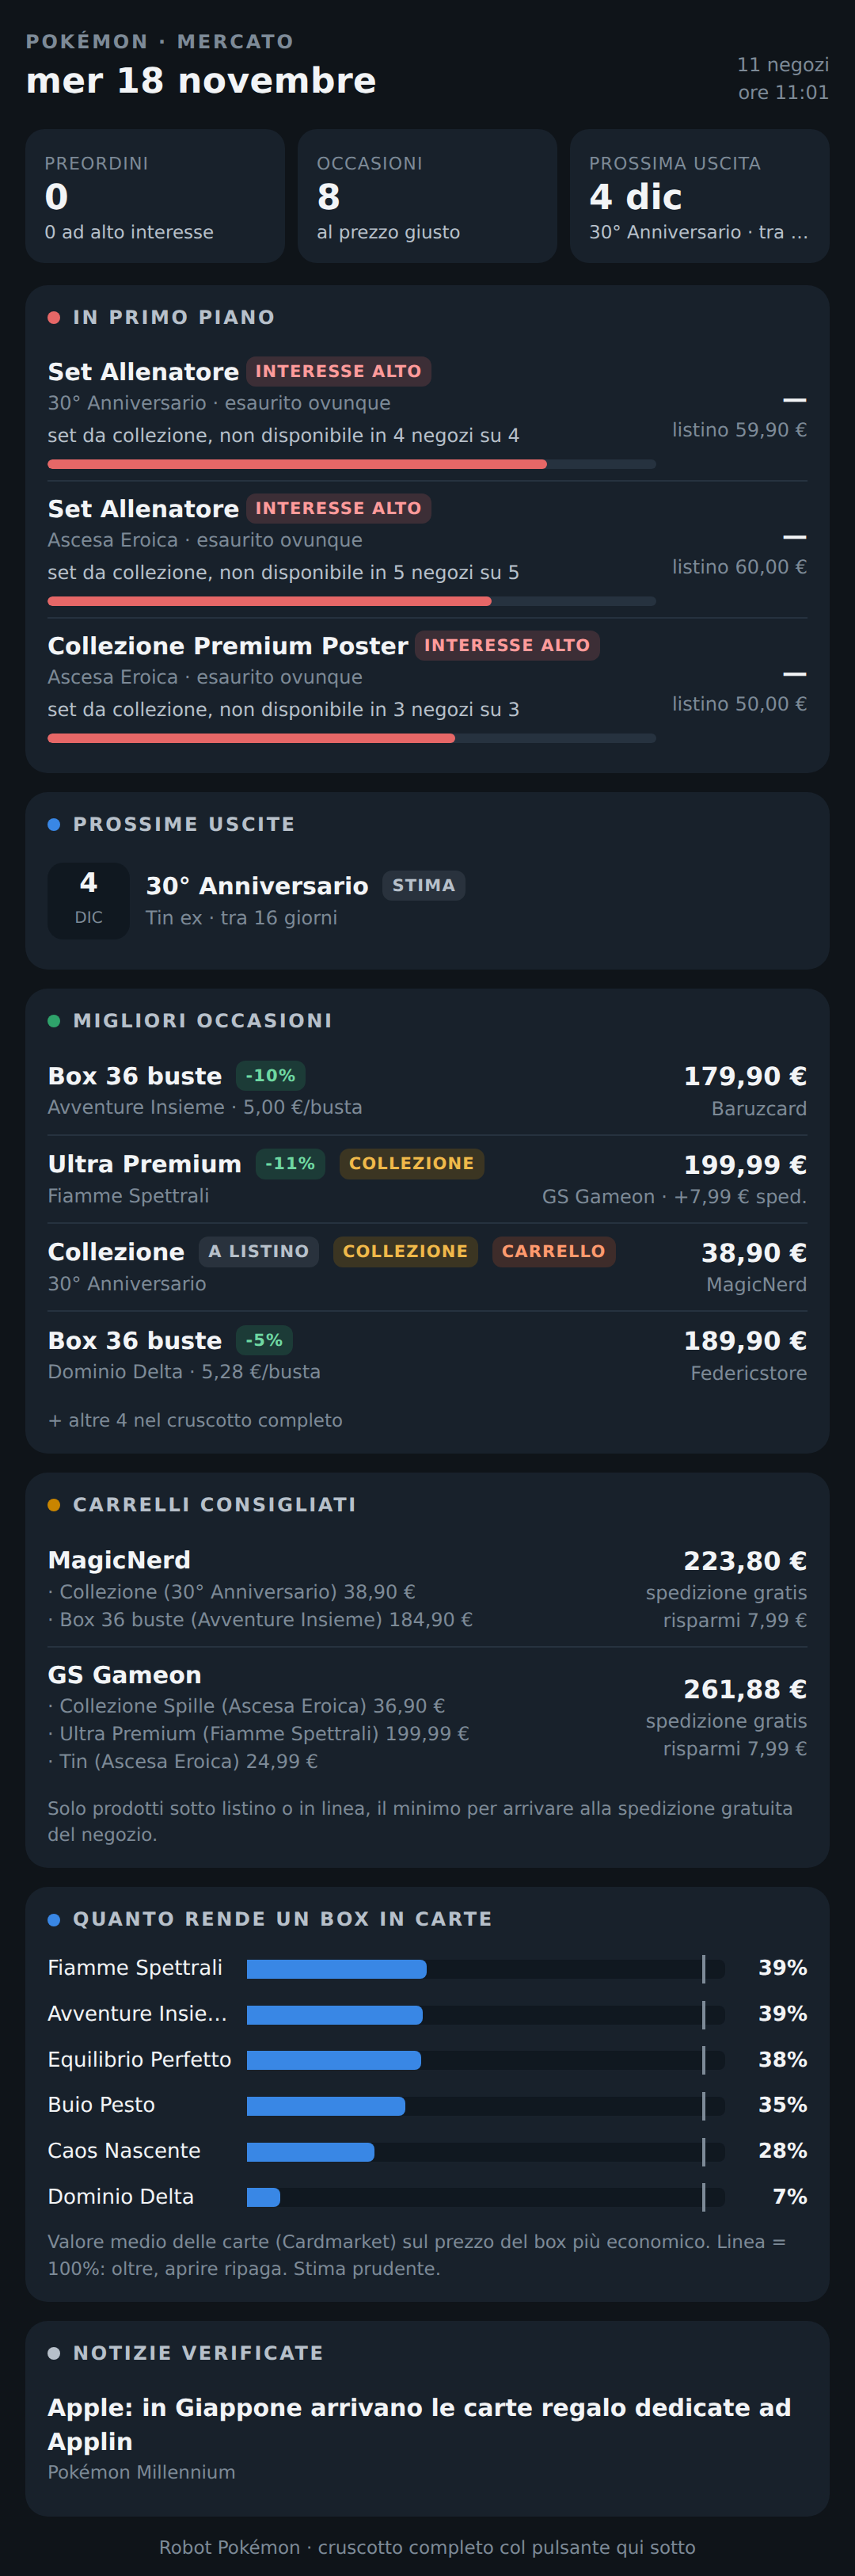 POKÉMON · MERCATO
mer 18 novembre
11 negozi
ore 11:01
PREORDINI
0
0 ad alto interesse
OCCASIONI
8
al prezzo giusto
PROSSIMA USCITA
4 dic
30° Anniversario · tra …
IN PRIMO PIANO
Set Allenatore INTERESSE ALTO
30° Anniversario · esaurito ovunque
set da collezione, non disponibile in 4 negozi su 4
—
listino 59,90 €
Set Allenatore INTERESSE ALTO
Ascesa Eroica · esaurito ovunque
set da collezione, non disponibile in 5 negozi su 5
—
listino 60,00 €
Collezione Premium Poster INTERESSE ALTO
Ascesa Eroica · esaurito ovunque
set da collezione, non disponibile in 3 negozi su 3
—
listino 50,00 €
PROSSIME USCITE
4
DIC
30° Anniversario STIMA
Tin ex · tra 16 giorni
MIGLIORI OCCASIONI
Box 36 buste -10% 179,90 €
Avventure Insieme · 5,00 €/busta Baruzcard
Ultra Premium -11% COLLEZIONE 199,99 €
Fiamme Spettrali GS Gameon · +7,99 € sped.
Collezione A LISTINO COLLEZIONE CARRELLO 38,90 €
30° Anniversario MagicNerd
Box 36 buste -5% 189,90 €
Dominio Delta · 5,28 €/busta Federicstore
+ altre 4 nel cruscotto completo
CARRELLI CONSIGLIATI
MagicNerd 223,80 €
· Collezione (30° Anniversario) 38,90 € spedizione gratis
· Box 36 buste (Avventure Insieme) 184,90 € risparmi 7,99 €
GS Gameon
· Collezione Spille (Ascesa Eroica) 36,90 €
· Ultra Premium (Fiamme Spettrali) 199,99 €
· Tin (Ascesa Eroica) 24,99 €
261,88 €
spedizione gratis
risparmi 7,99 €
Solo prodotti sotto listino o in linea, il minimo per arrivare alla spedizione gratuita
del negozio.
QUANTO RENDE UN BOX IN CARTE
Fiamme Spettrali 39%
Avventure Insie… 39%
Equilibrio Perfetto 38%
Buio Pesto 35%
Caos Nascente 28%
Dominio Delta 7%
Valore medio delle carte (Cardmarket) sul prezzo del box più economico. Linea =
100%: oltre, aprire ripaga. Stima prudente.
NOTIZIE VERIFICATE
Apple: in Giappone arrivano le carte regalo dedicate ad
Applin
Pokémon Millennium
Robot Pokémon · cruscotto completo col pulsante qui sotto